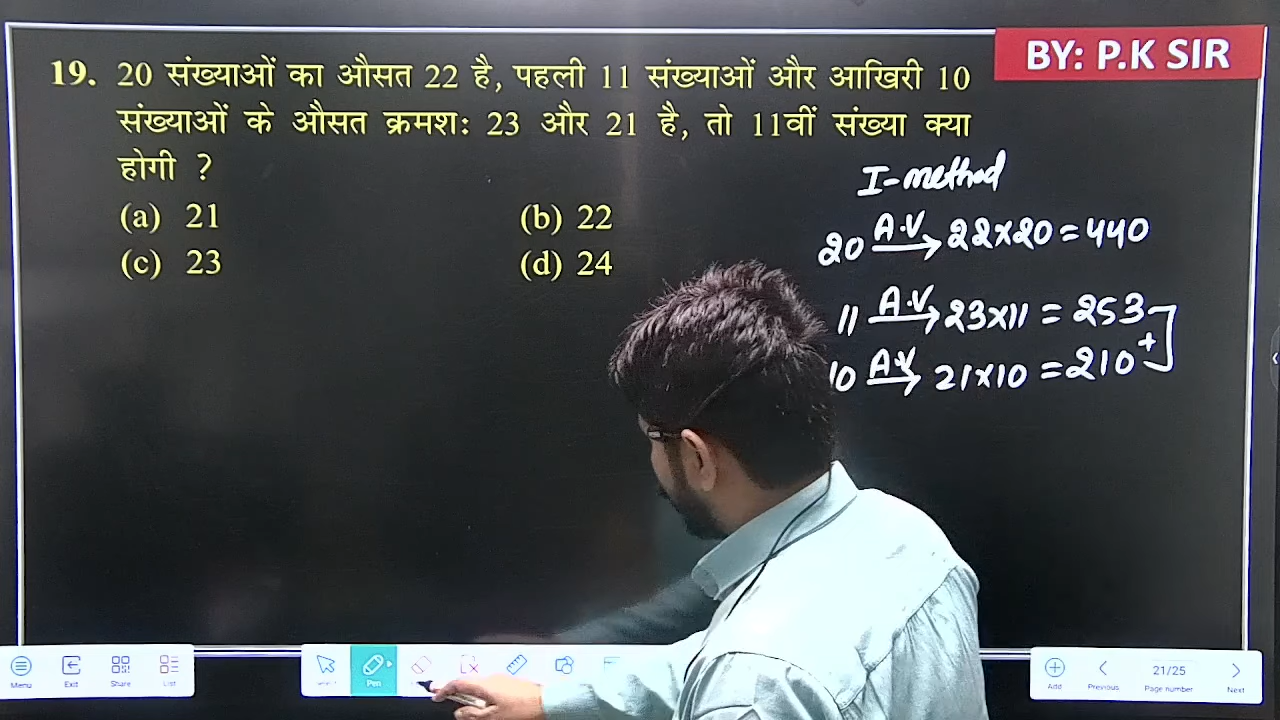 BY: P.K SIR
19. 20 संख्याओं का औसत 22 है, पहली 11 संख्याओं और आखिरी 10
संख्याओं के औसत क्रमश: 23 और 21 है, तो 11वीं संख्या क्या
होगी ?
(a) 21 (b) 22
(c) 23 (d) 24
I-method
20 A.V → 22×20 = 440
11 A.V → 23×11 = 253
10 A.V → 21×10 = 210 +
Menu Exit Share List
Pen
Add Previous 21/25 Page number Next